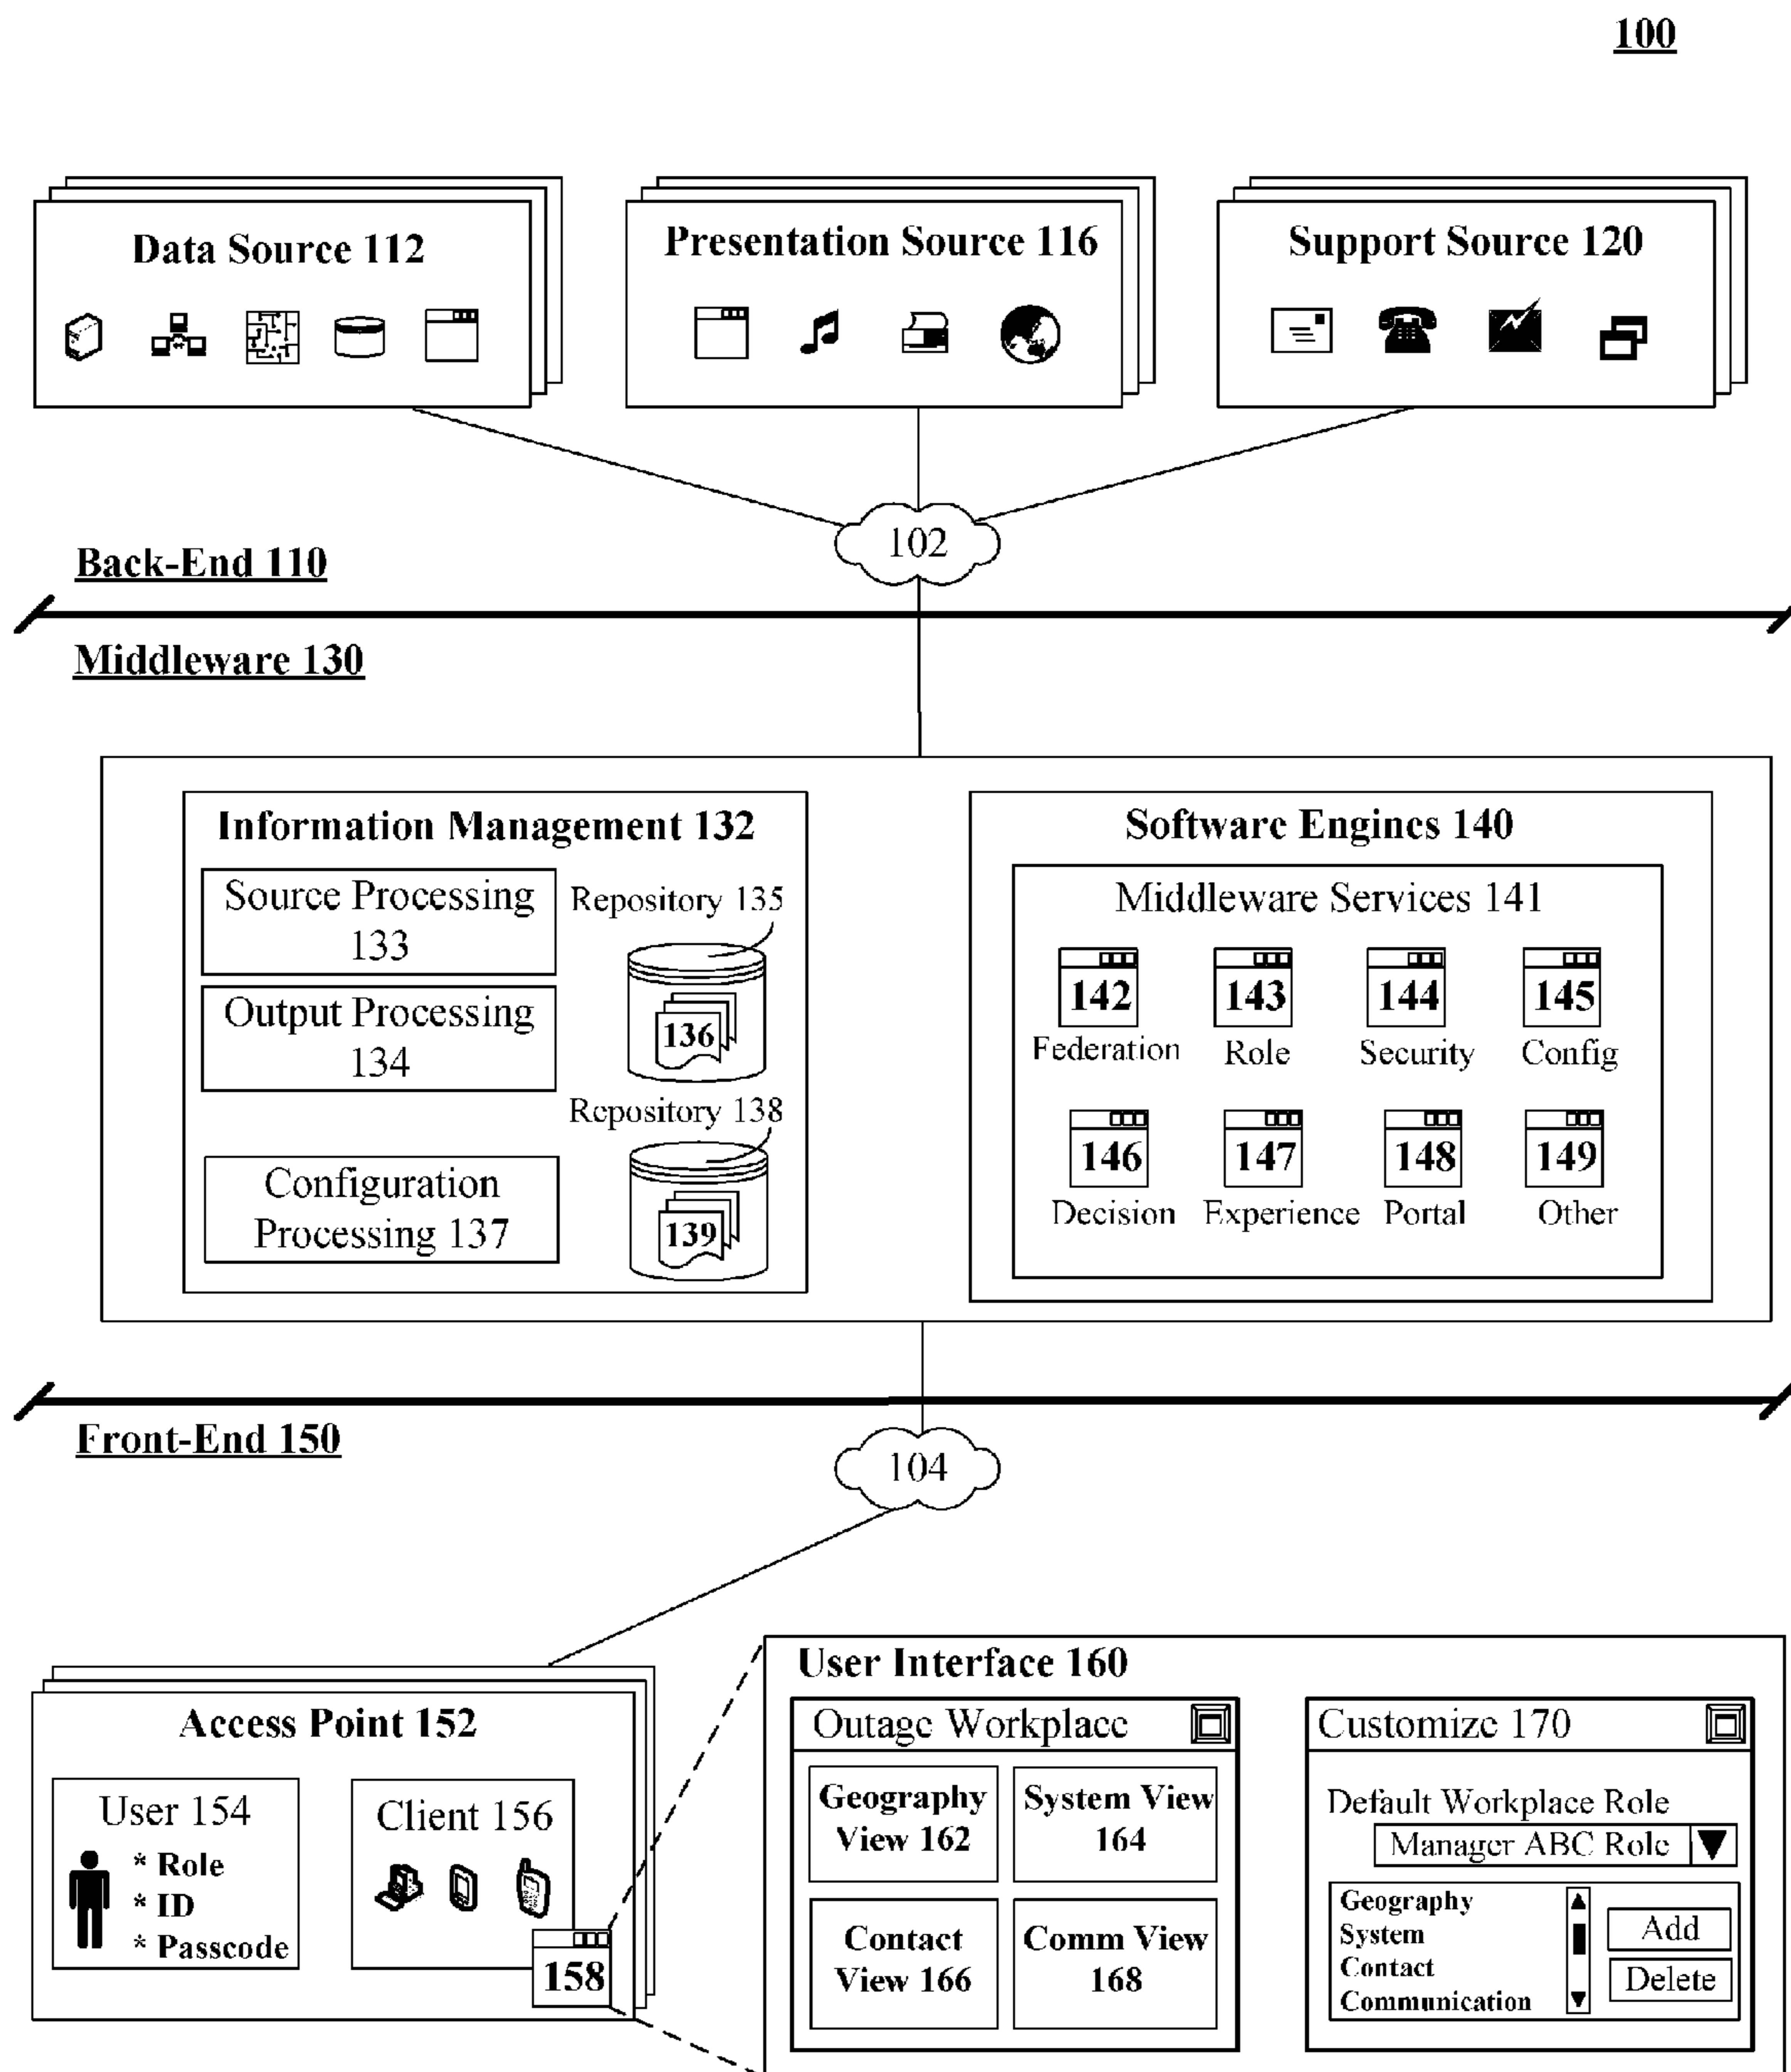 100
Data Source 112
Presentation Source 116
Support Source 120
102
Back-End 110
Middleware 130
Information Management 132
Source Processing
133
Output Processing
134
Repository 135
136
Repository 138
Configuration
Processing 137
139
Software Engines 140
Middleware Services 141
142
143
144
145
Federation
Role
Security
Config
146
147
148
149
Decision
Experience
Portal
Other
Front-End 150
104
Access Point 152
User 154
* Role
* ID
* Passcode
Client 156
158
User Interface 160
Outage Workplace
Geography
View 162
System View
164
Contact
View 166
Comm View
168
Customize 170
Default Workplace Role
Manager ABC Role
Geography
System
Contact
Communication
Add
Delete